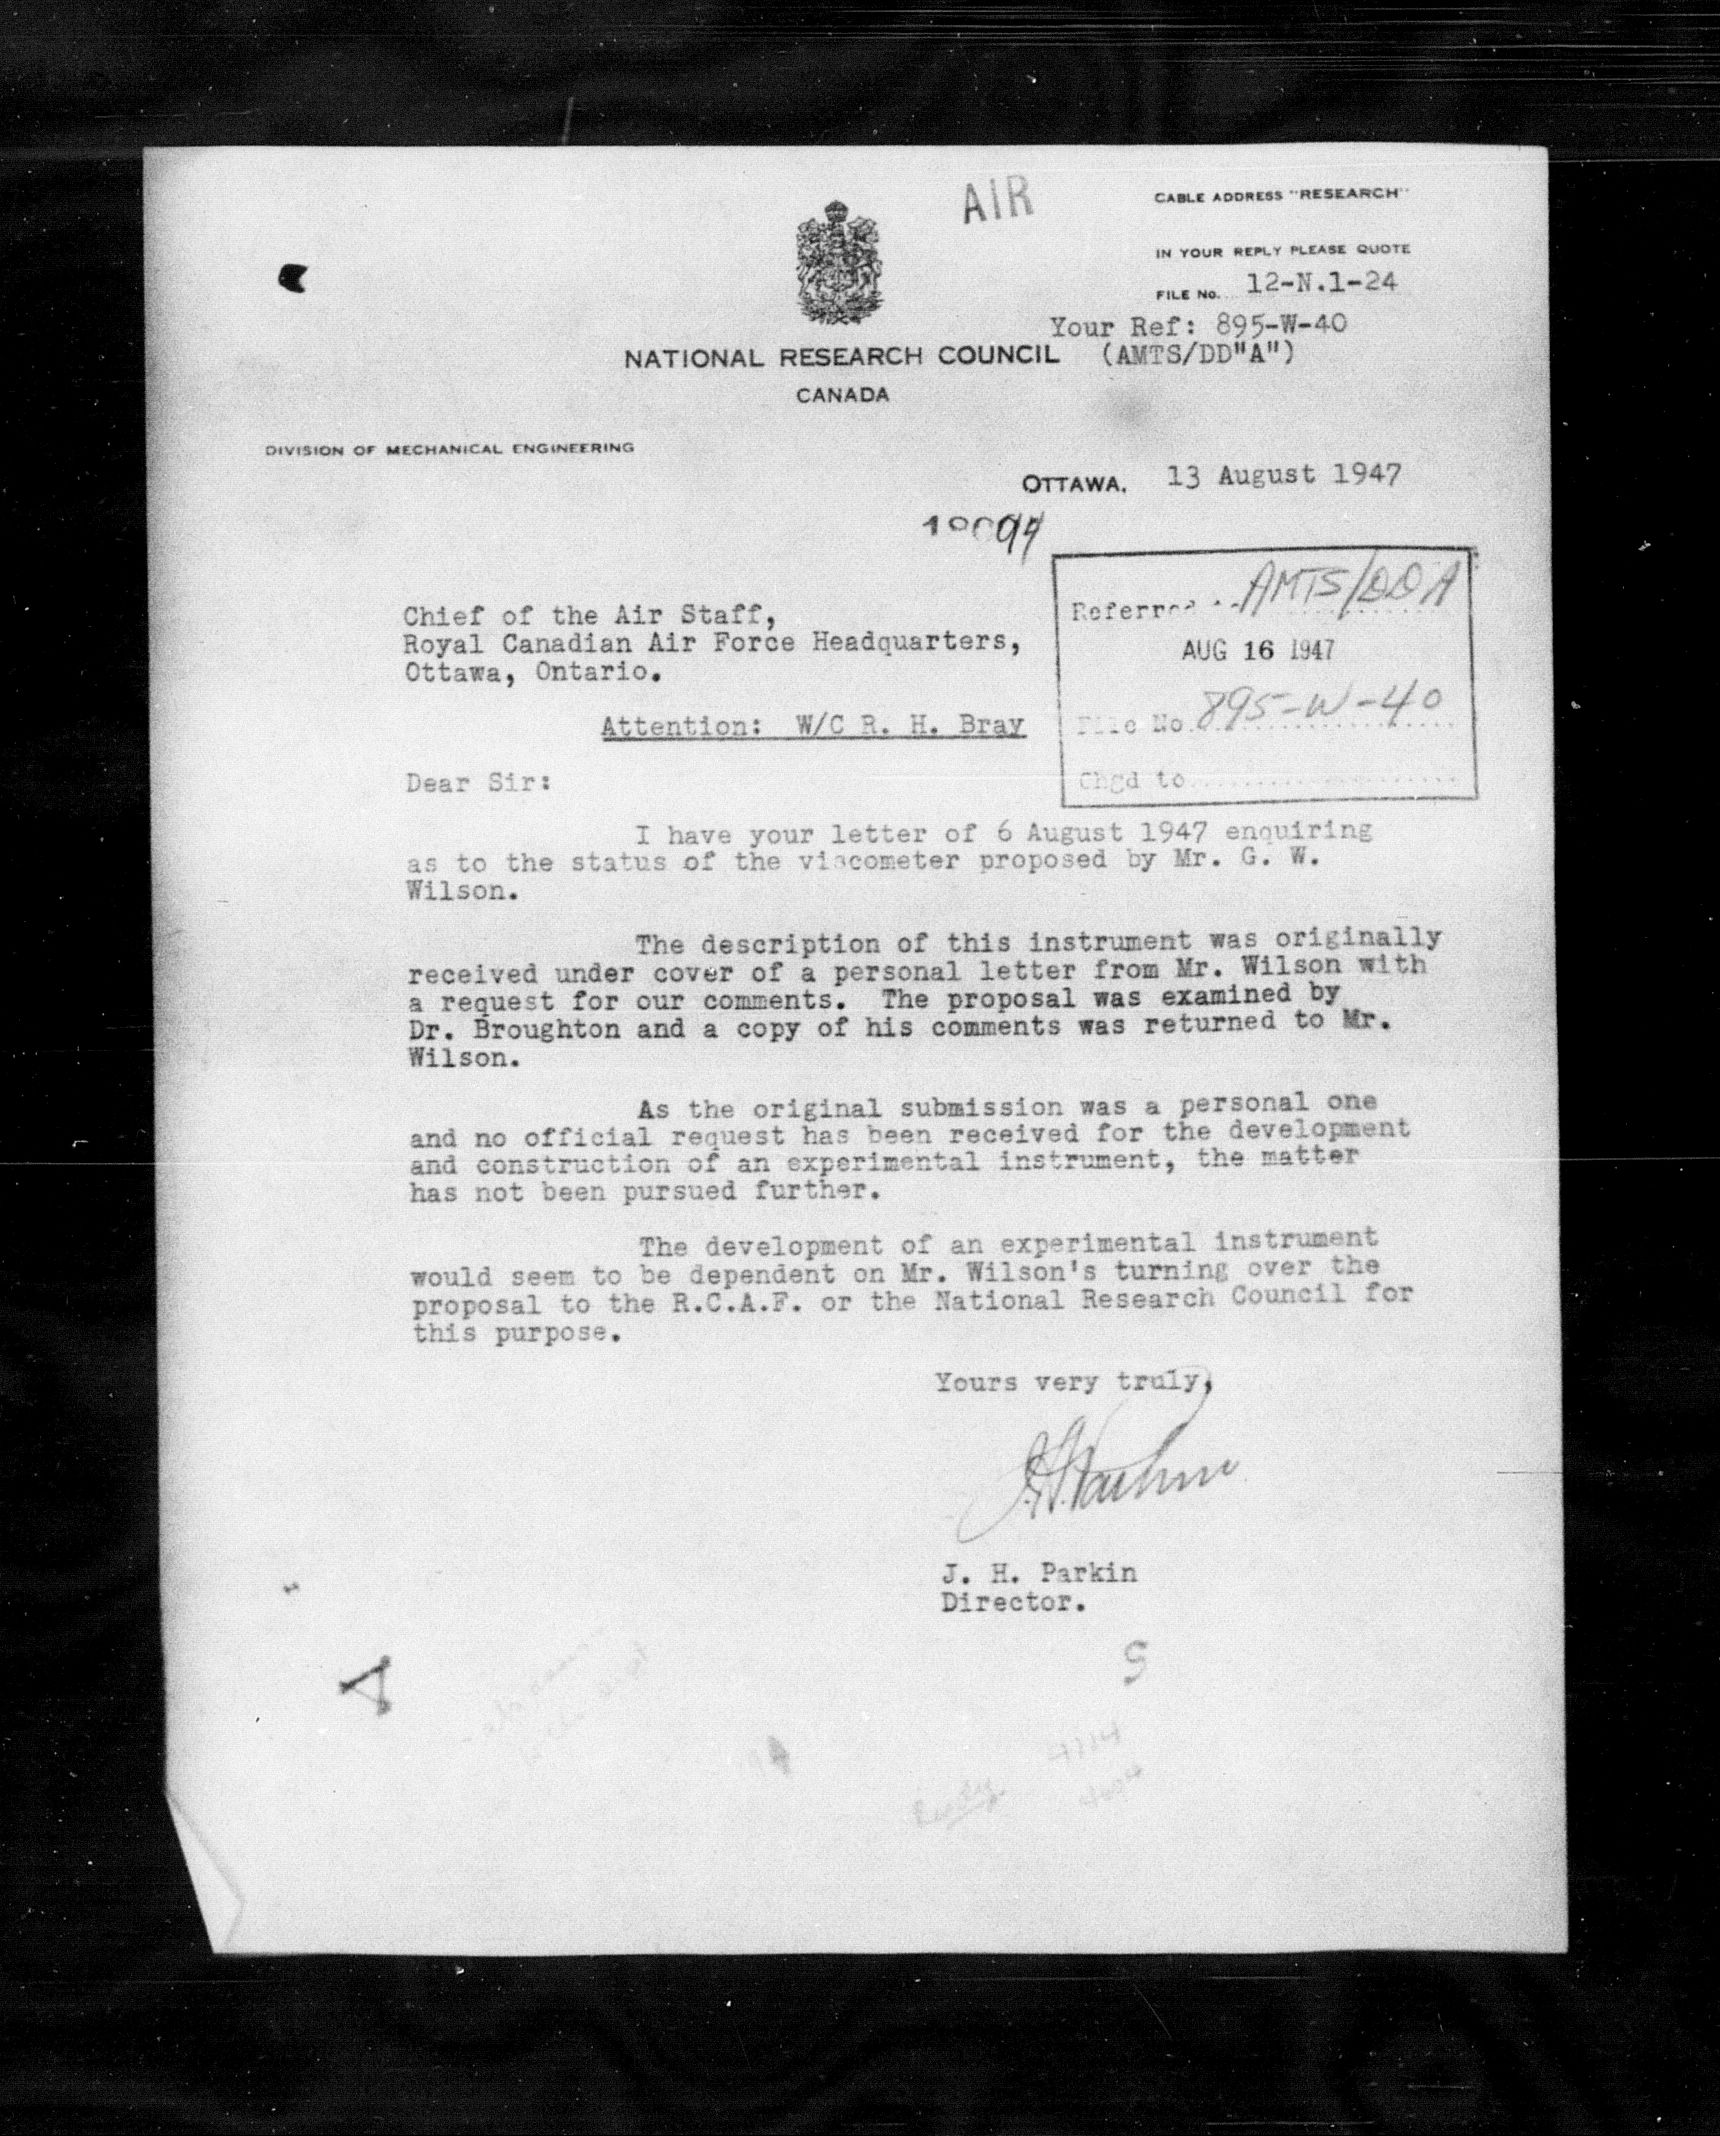 AIR
CABLE ADDRESS "RESEARCH"
IN YOUR REPLY PLEASE QUOTE
FILE No. 12-N.1-24
Your Ref: 895-W-40
NATIONAL RESEARCH COUNCIL (AMTS/DD"A")
CANADA
DIVISION OF MECHANICAL ENGINEERING
OTTAWA, 13 August 1947
Referred AMTS/DDA
AUG 16 1947
File No. 895-W-40
Chgd to
Chief of the Air Staff,
Royal Canadian Air Force Headquarters,
Ottawa, Ontario.
Attention: W/C R. H. Bray
Dear Sir:
I have your letter of 6 August 1947 enquiring
as to the status of the viscometer proposed by Mr. G. W.
Wilson.
The description of this instrument was originally
received under cover of a personal letter from Mr. Wilson with
a request for our comments. The proposal was examined by
Dr. Broughton and a copy of his comments was returned to Mr.
Wilson.
As the original submission was a personal one
and no official request has been received for the development
and construction of an experimental instrument, the matter
has not been pursued further.
The development of an experimental instrument
would seem to be dependent on Mr. Wilson's turning over the
proposal to the R.C.A.F. or the National Research Council for
this purpose.
Yours very truly,
J. H. Parkin
J. H. Parkin
Director.